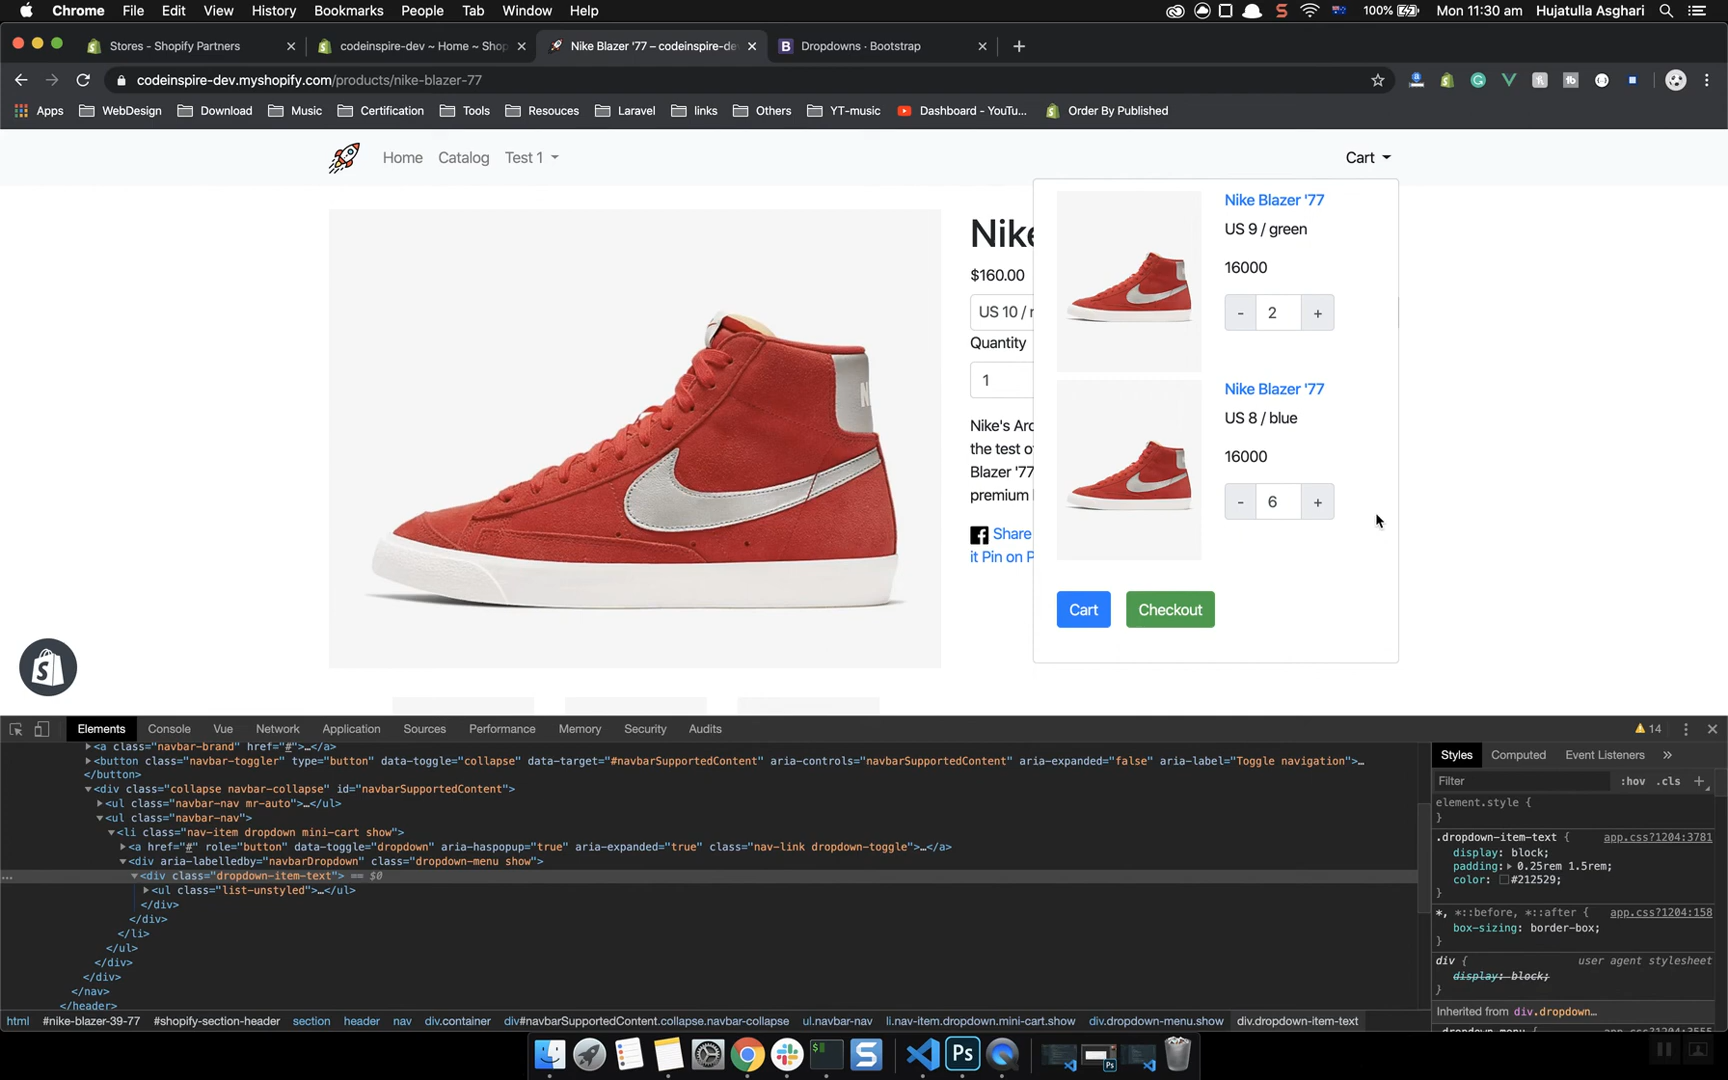 Chrome File Edit View History Bookmarks People Tab Window Help
100% Mon 11:30 am Hujatulla Asghari
Stores - Shopify Partners
codeinspire-dev ~ Home ~ Shop
Nike Blazer '77 – codeinspire-de
Dropdowns · Bootstrap
codeinspire-dev.myshopify.com/products/nike-blazer-77
Apps WebDesign Download Music Certification Tools Resouces Laravel links Others YT-music Dashboard - YouTu... Order By Published
Home Catalog Test 1
Cart
Nike
$160.00
US 10 / r
Quantity
1
Nike's Arc
the test of
Blazer '77
premium
Share
it Pin on P
Nike Blazer '77
US 9 / green
16000
- 2 +
Nike Blazer '77
US 8 / blue
16000
- 6 +
Cart Checkout
Elements Console Vue Network Application Sources Performance Memory Security Audits
14
<a class="navbar-brand" href="#">…</a>
<button class="navbar-toggler" type="button" data-toggle="collapse" data-target="#navbarSupportedContent" aria-controls="navbarSupportedContent" aria-expanded="false" aria-label="Toggle navigation">…
</button>
<div class="collapse navbar-collapse" id="navbarSupportedContent">
<ul class="navbar-nav mr-auto">…</ul>
<ul class="navbar-nav">
<li class="nav-item dropdown mini-cart show">
<a href="#" role="button" data-toggle="dropdown" aria-haspopup="true" aria-expanded="true" class="nav-link dropdown-toggle">…</a>
<div aria-labelledby="navbarDropdown" class="dropdown-menu show">
… <div class="dropdown-item-text"> == $0
<ul class="list-unstyled">…</ul>
</div>
</div>
</li>
</ul>
</div>
</div>
</nav>
</header>
Styles Computed Event Listeners »
Filter :hov .cls +
element.style {
}
.dropdown-item-text { app.css?1204:3781
display: block;
padding: 0.25rem 1.5rem;
color: #212529;
}
*, *::before, *::after { app.css?1204:158
box-sizing: border-box;
}
div { user agent stylesheet
display: block;
}
Inherited from div.dropdown…
.dropdown-menu { app.css?1204:3555
html #nike-blazer-39-77 #shopify-section-header section header nav div.container div#navbarSupportedContent.collapse.navbar-collapse ul.navbar-nav li.nav-item.dropdown.mini-cart.show div.dropdown-menu.show div.dropdown-item-text